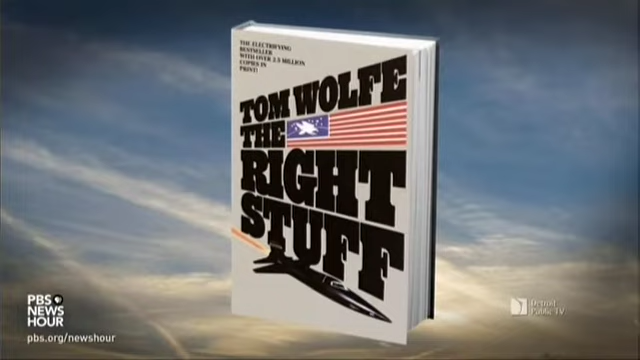 THE ELECTRIFYING
BESTSELLER
WITH OVER 2.5 MILLION
COPIES IN
PRINT!
TOM WOLFE
THE
RIGHT
STUFF
PBS
NEWS
HOUR
pbs.org/newshour
Detroit
Public TV